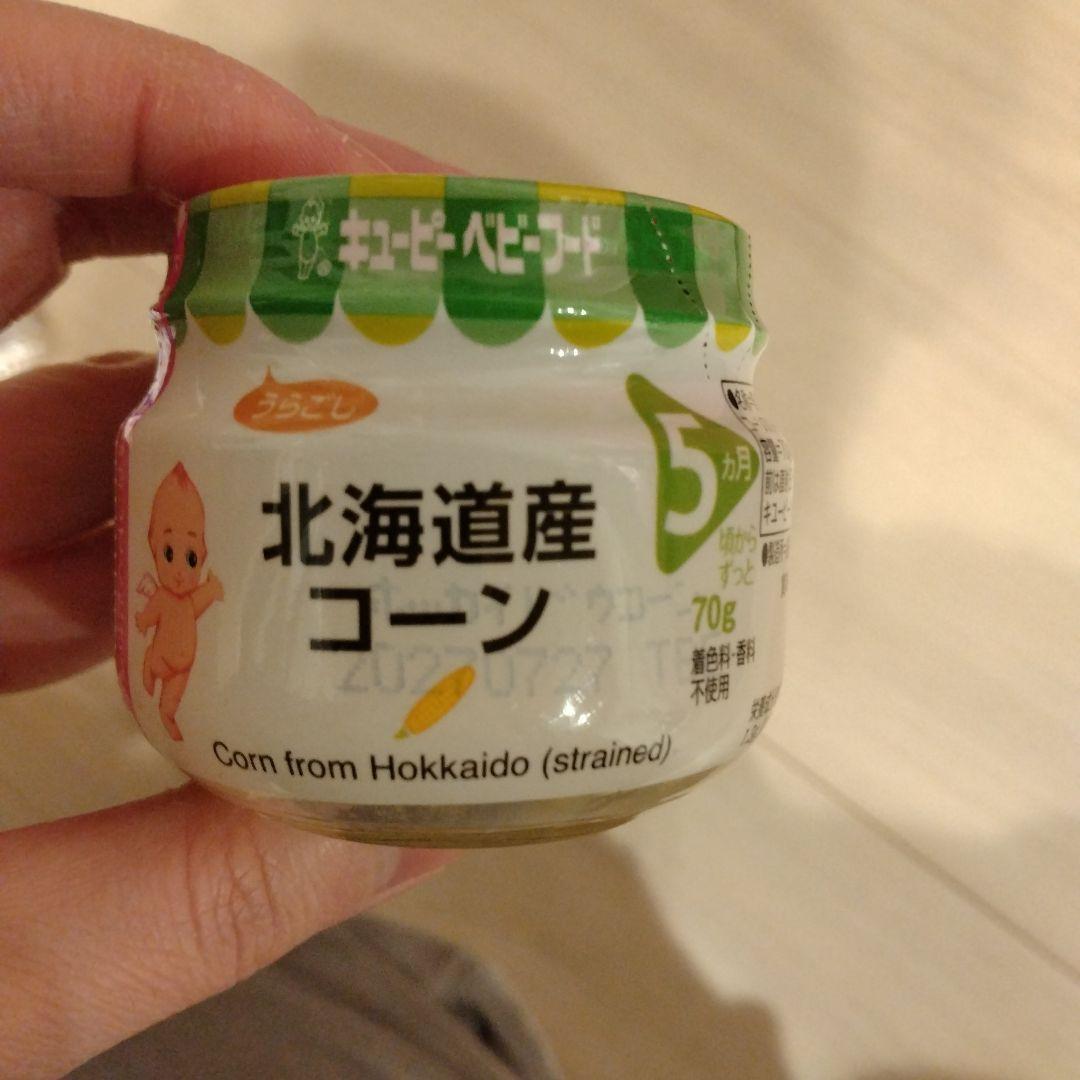 キューピー ベビーフード
うらごし
北海道産
コーン
Corn from Hokkaido (strained)
5ヵ月
頃から
ずっと
70g
着色料・香料
不使用
20270727